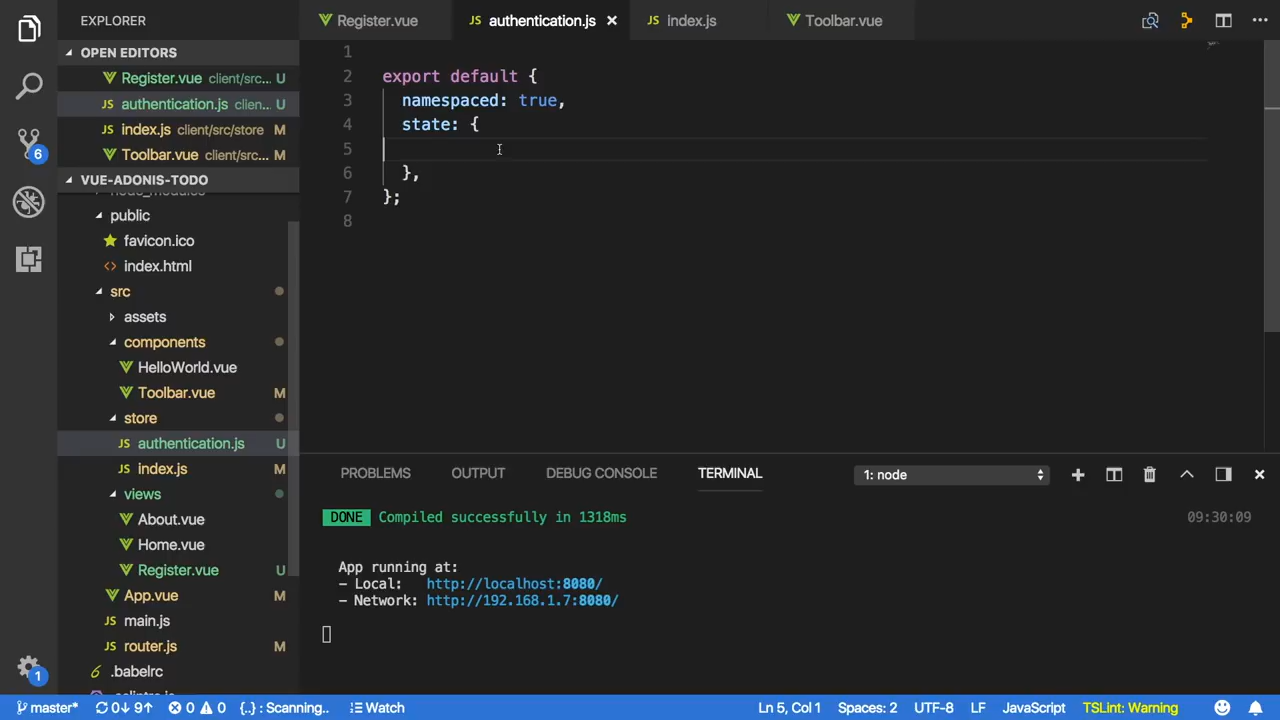 EXPLORER
OPEN EDITORS
Register.vue client/src... U
authentication.js clien... U
index.js client/src/store M
Toolbar.vue client/src... M
VUE-ADONIS-TODO
node_modules
public
favicon.ico
index.html
src
assets
components
HelloWorld.vue
Toolbar.vue M
store
authentication.js U
index.js M
views
About.vue
Home.vue
Register.vue U
App.vue M
main.js
router.js M
.babelrc
6
1
Register.vue
JS authentication.js
JS index.js
Toolbar.vue
1
2 export default {
3 namespaced: true,
4 state: {
5
6 },
7 };
8
PROBLEMS OUTPUT DEBUG CONSOLE TERMINAL 1: node
DONE Compiled successfully in 1318ms 09:30:09
App running at:
- Local: http://localhost:8080/
- Network: http://192.168.1.7:8080/
master* 0↓ 9↑ 0 0 {..} : Scanning.. Watch Ln 5, Col 1 Spaces: 2 UTF-8 LF JavaScript TSLint: Warning